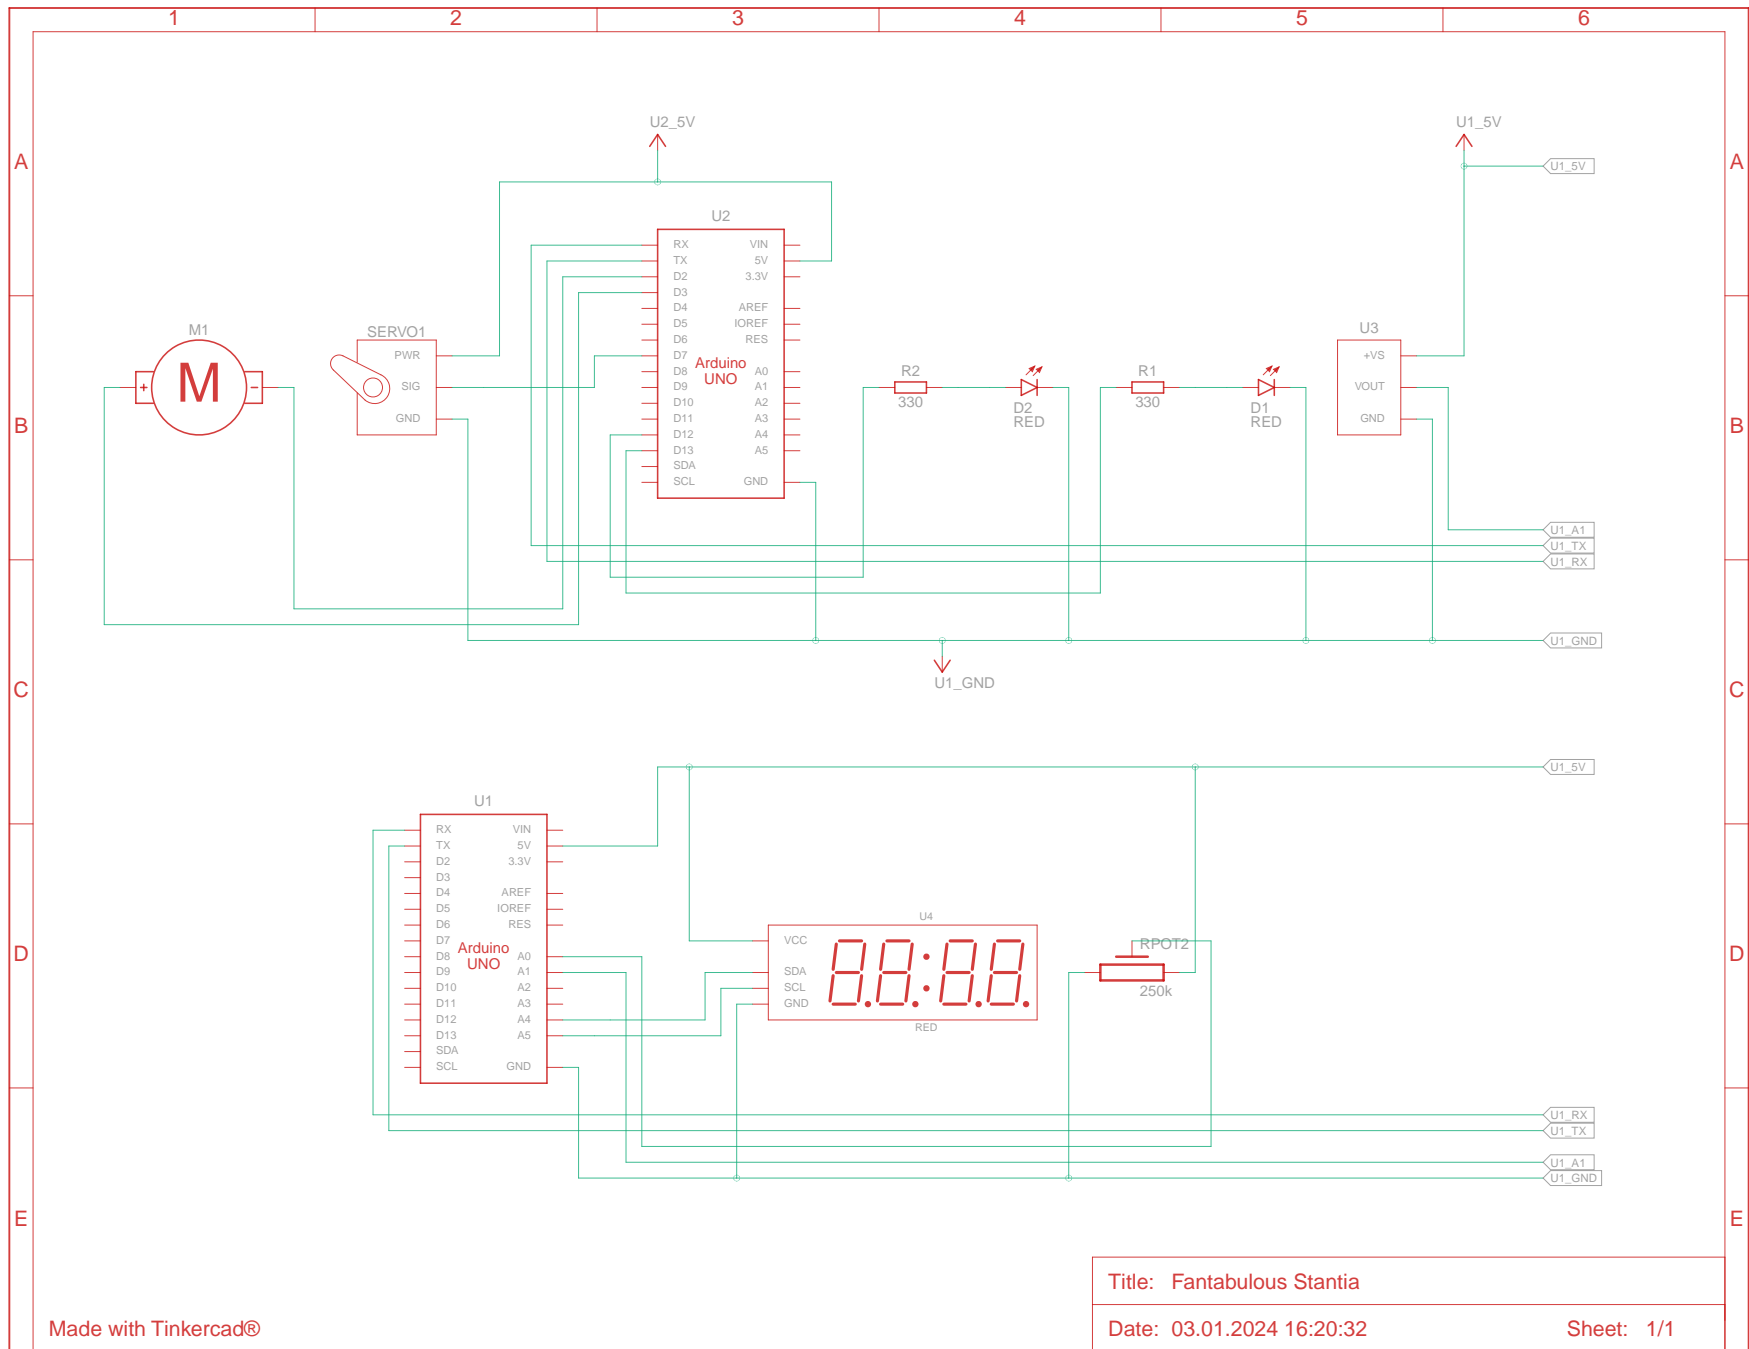 1 2 3 4 5 6
A A
B B
C C
D D
E E
U2_5V
U1_5V
U1_5V
U2
RX VIN
TX 5V
D2 3.3V
D3
D4 AREF
D5 IOREF
D6 RES
D7
Arduino
UNO
D8 A0
D9 A1
D10 A2
D11 A3
D12 A4
D13 A5
SDA
SCL GND
M1
+ M -
SERVO1
PWR
SIG
GND
R2
330
D2
RED
R1
330
D1
RED
U3
+VS
VOUT
GND
U1_A1
U1_TX
U1_RX
U1_GND
U1_GND
U1_5V
U1
RX VIN
TX 5V
D2 3.3V
D3
D4 AREF
D5 IOREF
D6 RES
D7
Arduino
UNO
D8 A0
D9 A1
D10 A2
D11 A3
D12 A4
D13 A5
SDA
SCL GND
U4
VCC
SDA
SCL
GND
88:88.
RED
RPOT2
250k
U1_RX
U1_TX
U1_A1
U1_GND
Title: Fantabulous Stantia
Date: 03.01.2024 16:20:32 Sheet: 1/1
Made with Tinkercad®